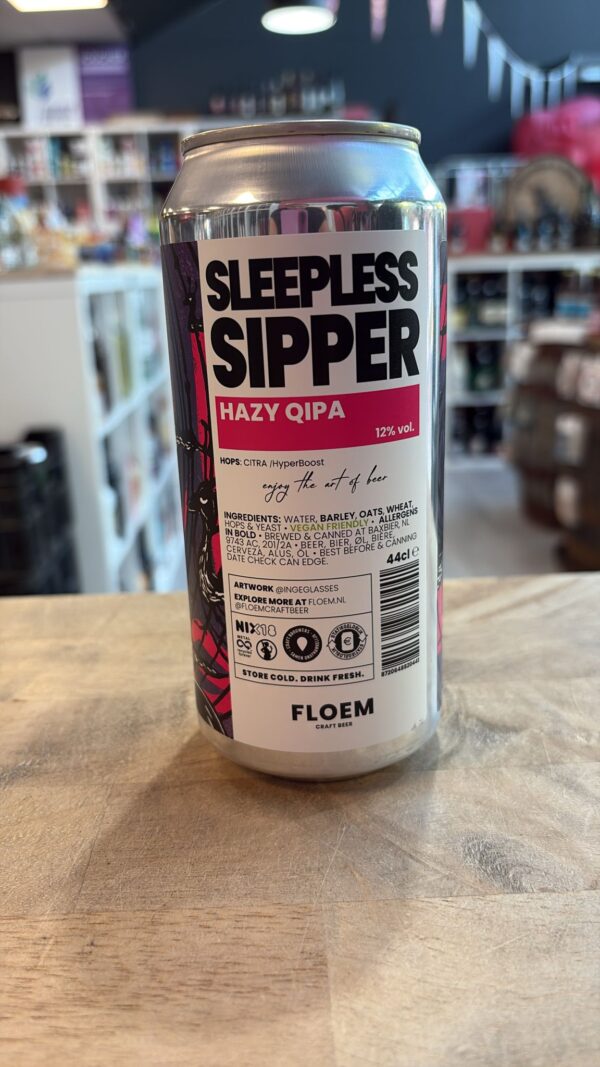 SLEEPLESS
SIPPER
HAZY QIPA
12% vol.
HOPS: CITRA /HyperBoost
enjoy the art of beer
INGREDIENTS: WATER, BARLEY, OATS, WHEAT,
HOPS & YEAST • VEGAN FRIENDLY • ALLERGENS
IN BOLD • BREWED & CANNED AT BAXBIER, NL
9743 AC, 201/2A • BEER, BIER, ØL, BIÈRE,
CERVEZA, ALUS, ÖL • BEST BEFORE & CANNING
DATE CHECK CAN EDGE.
44cl ℮
ARTWORK @INGEGLASSES
EXPLORE MORE AT FLOEM.NL
@FLOEMCRAFTBEER
NIX18
METAL
STORE COLD. DRINK FRESH.
FLOEM
CRAFT BEER